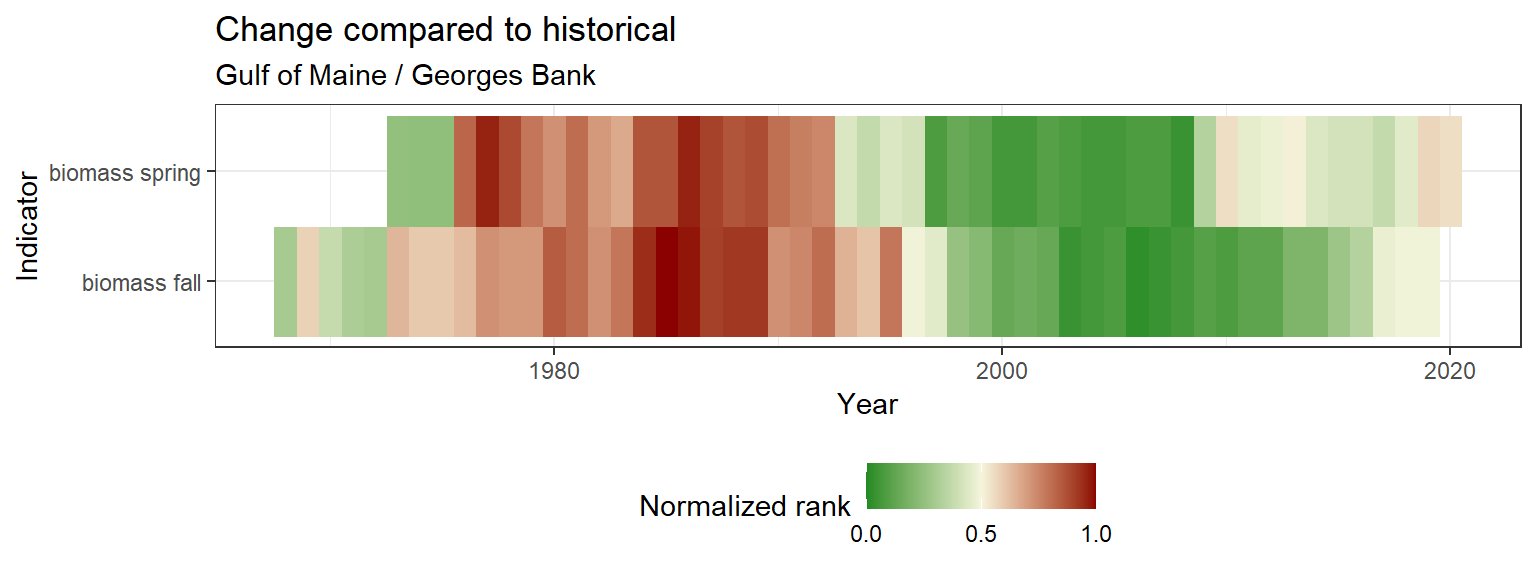 Change compared to historical
Gulf of Maine / Georges Bank
Indicator
biomass spring
biomass fall
1980 2000 2020
Year
Normalized rank
0.0 0.5 1.0